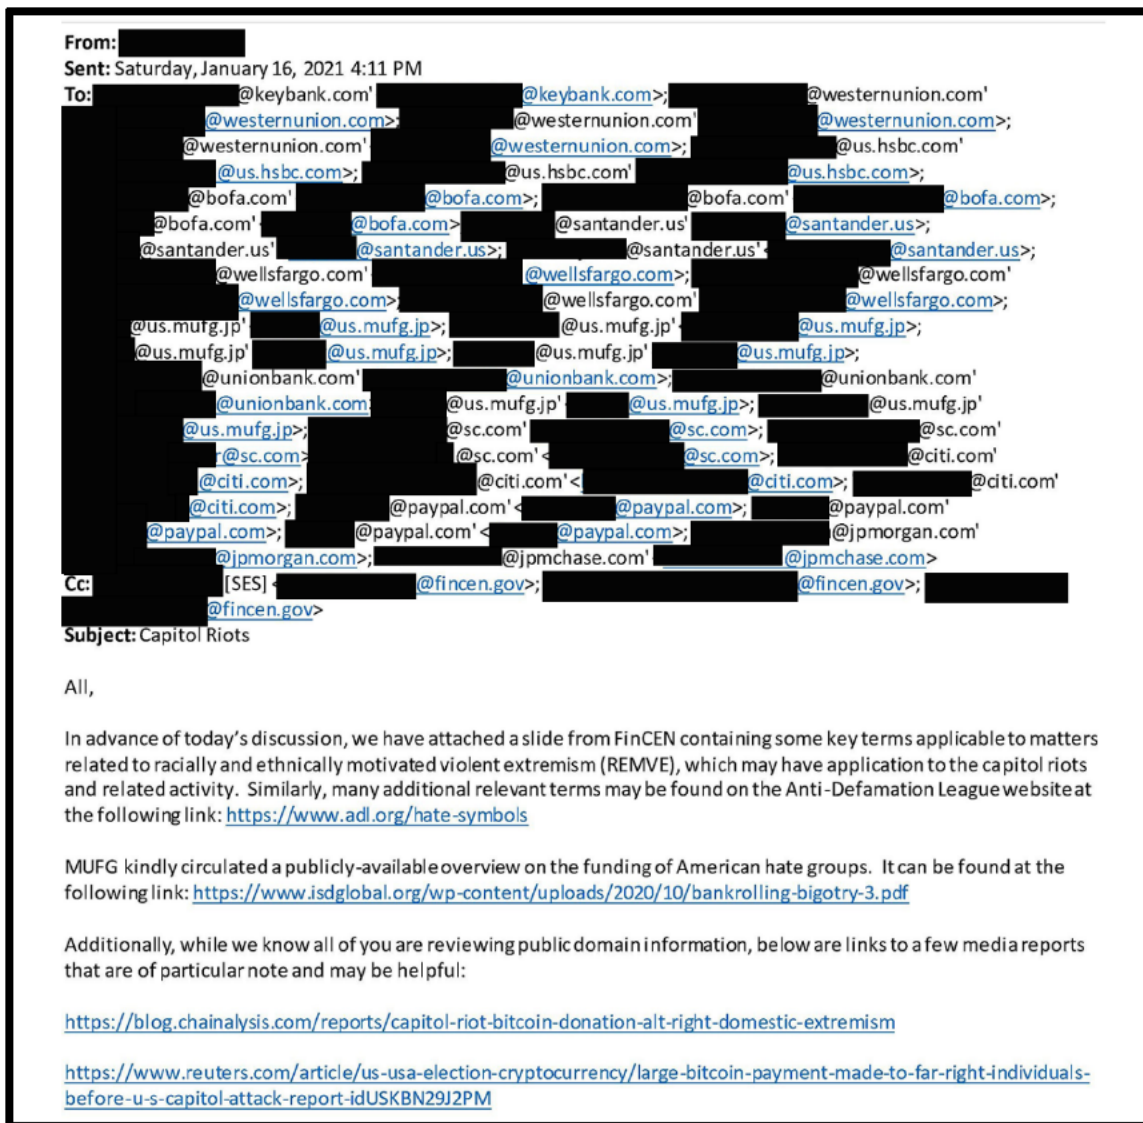 From:
Sent: Saturday, January 16, 2021 4:11 PM
To: @keybank.com' @keybank.com>; @westernunion.com'
@westernunion.com>; @westernunion.com' @westernunion.com>;
@westernunion.com' @westernunion.com>; @us.hsbc.com'
@us.hsbc.com>; @us.hsbc.com' @us.hsbc.com>;
@bofa.com' @bofa.com>; @bofa.com' @bofa.com>;
@bofa.com' @bofa.com> @santander.us' @santander.us>;
@santander.us' @santander.us>; @santander.us' @santander.us>;
@wellsfargo.com' @wellsfargo.com>; @wellsfargo.com'
@wellsfargo.com>; @wellsfargo.com' @wellsfargo.com>;
@us.mufg.jp' @us.mufg.jp>; @us.mufg.jp' @us.mufg.jp>;
@us.mufg.jp' @us.mufg.jp>; @us.mufg.jp' @us.mufg.jp>;
@unionbank.com' @unionbank.com>; @unionbank.com'
@unionbank.com @us.mufg.jp' @us.mufg.jp>; @us.mufg.jp'
@us.mufg.jp>; @sc.com' @sc.com>; @sc.com'
r@sc.com> @sc.com' < @sc.com>; @citi.com'
@citi.com>; @citi.com' < @citi.com>; @citi.com'
@citi.com>; @paypal.com' < @paypal.com>; @paypal.com'
@paypal.com>; @paypal.com' < @paypal.com>; @jpmorgan.com'
@jpmorgan.com>; @jpmchase.com' @jpmchase.com>
Cc: [SES] < @fincen.gov>; @fincen.gov>;
@fincen.gov>
Subject: Capitol Riots
All,
In advance of today's discussion, we have attached a slide from FinCEN containing some key terms applicable to matters
related to racially and ethnically motivated violent extremism (REMVE), which may have application to the capitol riots
and related activity. Similarly, many additional relevant terms may be found on the Anti-Defamation League website at
the following link: https://www.adl.org/hate-symbols
MUFG kindly circulated a publicly-available overview on the funding of American hate groups. It can be found at the
following link: https://www.isdglobal.org/wp-content/uploads/2020/10/bankrolling-bigotry-3.pdf
Additionally, while we know all of you are reviewing public domain information, below are links to a few media reports
that are of particular note and may be helpful:
https://blog.chainalysis.com/reports/capitol-riot-bitcoin-donation-alt-right-domestic-extremism
https://www.reuters.com/article/us-usa-election-cryptocurrency/large-bitcoin-payment-made-to-far-right-individuals-
before-u-s-capitol-attack-report-idUSKBN29J2PM